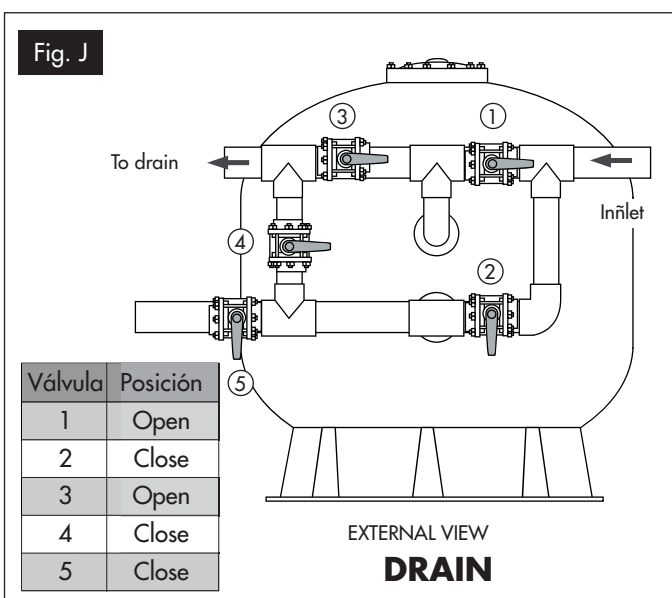 Fig. J
3
1
To drain
Inñlet
4
2
5
Válvula Posición
1 Open
2 Close
3 Open
4 Close
5 Close
EXTERNAL VIEW
DRAIN